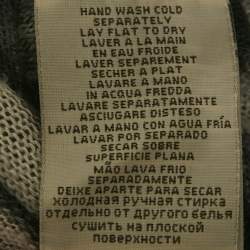 HAND WASH COLD
SEPARATELY
LAY FLAT TO DRY
LAVER A LA MAIN
EN EAU FROIDE
LAVER SEPAREMENT
SECHER A PLAT
LAVARE A MANO
IN ACQUA FREDDA
LAVARE SEPARATAMENTE
ASCIUGARE DISTESO
LAVAR A MANO CON AGUA FRÍA
LAVAR POR SEPARADO
SECAR SOBRE
SUPERFICIE PLANA
MÃO LAVA FRIO
SEPARADAMENTE
DEIXE APARTE PARA SECAR
ХОЛОДНАЯ РУЧНАЯ СТИРКА
ОТДЕЛЬНО ОТ ДРУГОГО БЕЛЬЯ
СУШИТЬ НА ПЛОСКОЙ
ПОВЕРХНОСТИ